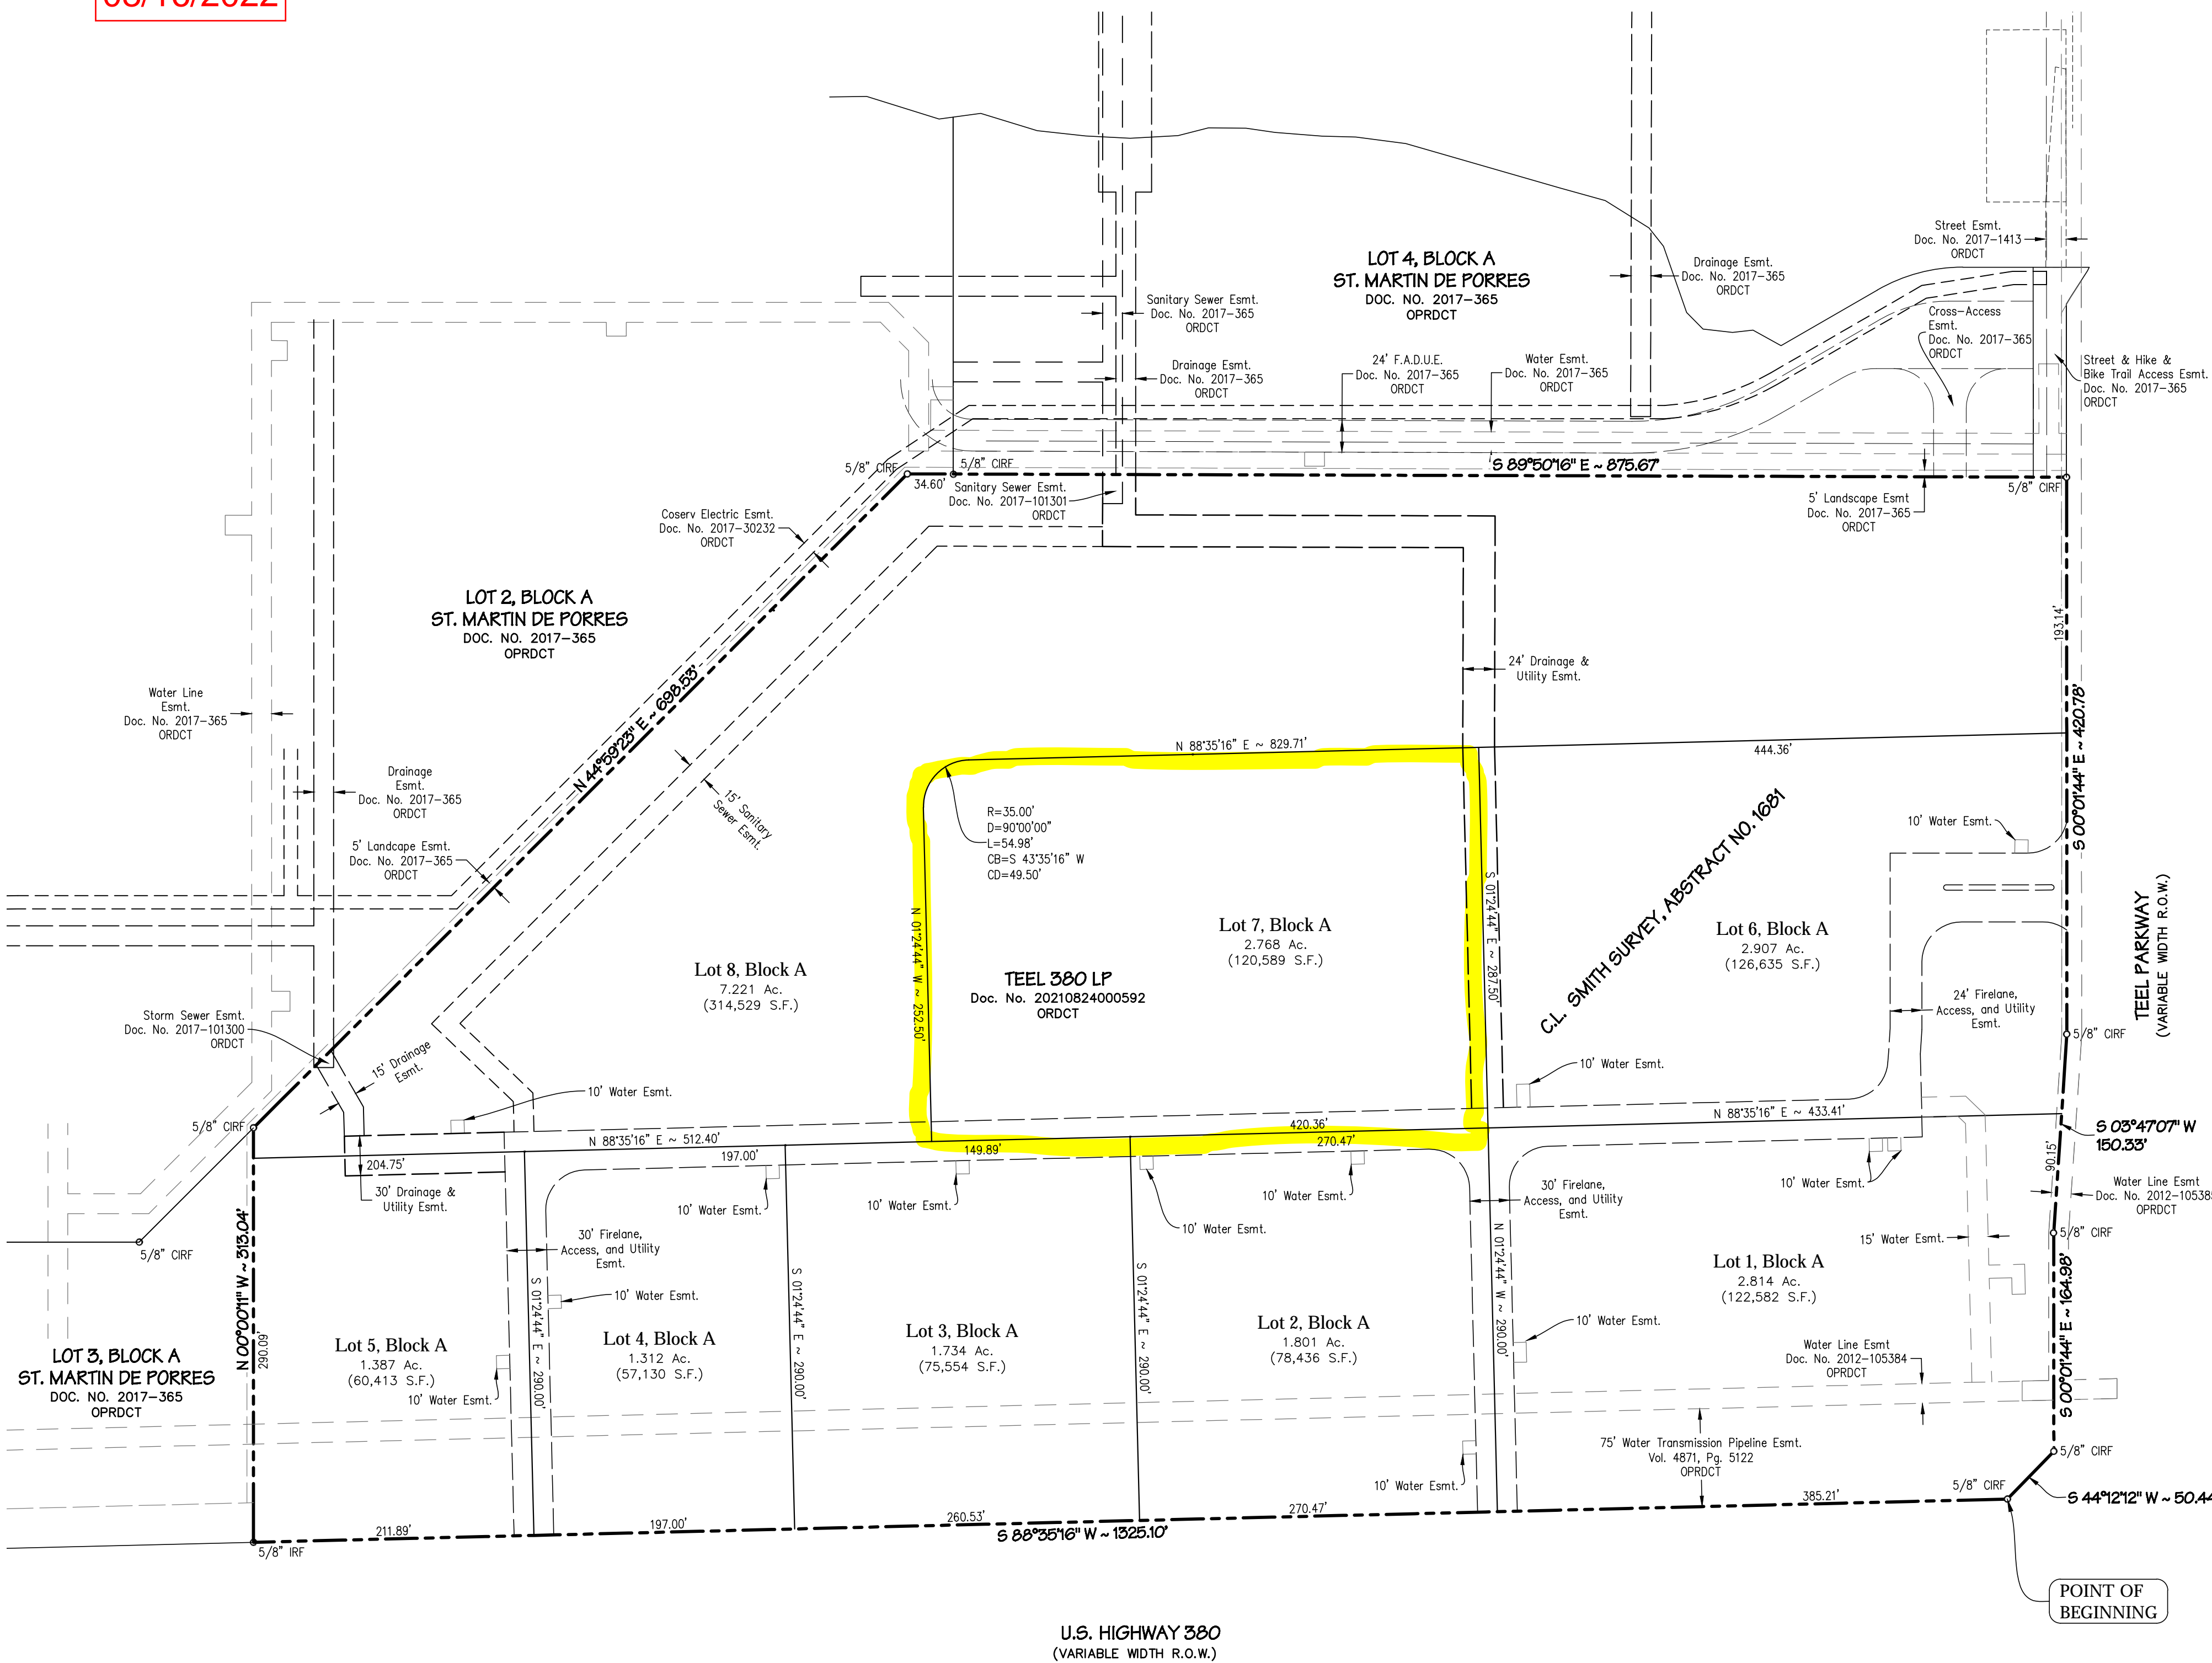 LOT 4, BLOCK A
ST. MARTIN DE PORRES
DOC. NO. 2017-365
OPRDCT
Street Esmt.
Doc. No. 2017-1413
ORDCT
Drainage Esmt.
Doc. No. 2017-365
ORDCT
Sanitary Sewer Esmt.
Doc. No. 2017-365
ORDCT
Cross-Access
Esmt.
Doc. No. 2017-365
ORDCT
Drainage Esmt.
Doc. No. 2017-365
ORDCT
24' F.A.D.U.E.
Doc. No. 2017-365
ORDCT
Water Esmt.
Doc. No. 2017-365
ORDCT
Street & Hike &
Bike Trail Access Esmt.
Doc. No. 2017-365
ORDCT
5/8" CIRF
5/8" CIRF
S 89°50'16" E ~ 875.67'
34.60'
Sanitary Sewer Esmt.
Doc. No. 2017-101301
ORDCT
5/8" CIRF
5' Landscape Esmt
Doc. No. 2017-365
ORDCT
Coserv Electric Esmt.
Doc. No. 2017-30232
ORDCT
LOT 2, BLOCK A
ST. MARTIN DE PORRES
DOC. NO. 2017-365
OPRDCT
193.14'
24' Drainage &
Utility Esmt.
N 44°59'23" E ~ 698.53'
Water Line
Esmt.
Doc. No. 2017-365
ORDCT
S 00°01'44" E ~ 420.78'
N 88°35'16" E ~ 829.71'
444.36'
Drainage
Esmt.
Doc. No. 2017-365
ORDCT
15' Sanitary
Sewer Esmt.
R=35.00'
D=90°00'00"
L=54.98'
CB=S 43°35'16" W
CD=49.50'
10' Water Esmt.
5' Landcape Esmt.
Doc. No. 2017-365
ORDCT
C.L. SMITH SURVEY, ABSTRACT NO. 1681
TEEL PARKWAY
(VARIABLE WIDTH R.O.W.)
N 01°24'44" W ~ 252.50'
S 01°24'44" E ~ 287.50'
Lot 7, Block A
2.768 Ac.
(120,589 S.F.)
Lot 6, Block A
2.907 Ac.
(126,635 S.F.)
Lot 8, Block A
7.221 Ac.
(314,529 S.F.)
TEEL 380 LP
Doc. No. 20210824000592
ORDCT
24' Firelane,
Access, and Utility
Esmt.
Storm Sewer Esmt.
Doc. No. 2017-101300
ORDCT
5/8" CIRF
15' Drainage
Esmt.
10' Water Esmt.
10' Water Esmt.
5/8" CIRF
N 88°35'16" E ~ 512.40'
420.36'
N 88°35'16" E ~ 433.41'
S 03°47'07" W
150.33'
204.75'
197.00'
149.89'
270.47'
90.15'
30' Drainage &
Utility Esmt.
10' Water Esmt.
10' Water Esmt.
10' Water Esmt.
10' Water Esmt.
30' Firelane,
Access, and Utility
Esmt.
10' Water Esmt.
Water Line Esmt
OPRDCT
30' Firelane,
Access, and Utility
Esmt.
5/8" CIRF
N 00°00'11" W ~ 313.04'
15' Water Esmt.
5/8" CIRF
S 01°24'44" E ~ 290.00'
S 01°24'44" E ~ 290.00'
S 01°24'44" E ~ 290.00'
N 01°24'44" W ~ 290.00'
Lot 1, Block A
2.814 Ac.
(122,582 S.F.)
S 00°01'44" E ~ 164.98'
10' Water Esmt.
10' Water Esmt.
290.09'
Lot 5, Block A
1.387 Ac.
(60,413 S.F.)
Lot 4, Block A
1.312 Ac.
(57,130 S.F.)
Lot 3, Block A
1.734 Ac.
(75,554 S.F.)
Lot 2, Block A
1.801 Ac.
(78,436 S.F.)
Water Line Esmt
Doc. No. 2012-105384
OPRDCT
LOT 3, BLOCK A
ST. MARTIN DE PORRES
DOC. NO. 2017-365
OPRDCT
10' Water Esmt.
75' Water Transmission Pipeline Esmt.
Vol. 4871, Pg. 5122
OPRDCT
5/8" CIRF
10' Water Esmt.
5/8" CIRF
S 44°12'12" W ~ 50.44
211.89'
197.00'
260.53'
270.47'
385.21'
S 88°35'16" W ~ 1325.10'
5/8" IRF
POINT OF
BEGINNING
U.S. HIGHWAY 380
(VARIABLE WIDTH R.O.W.)